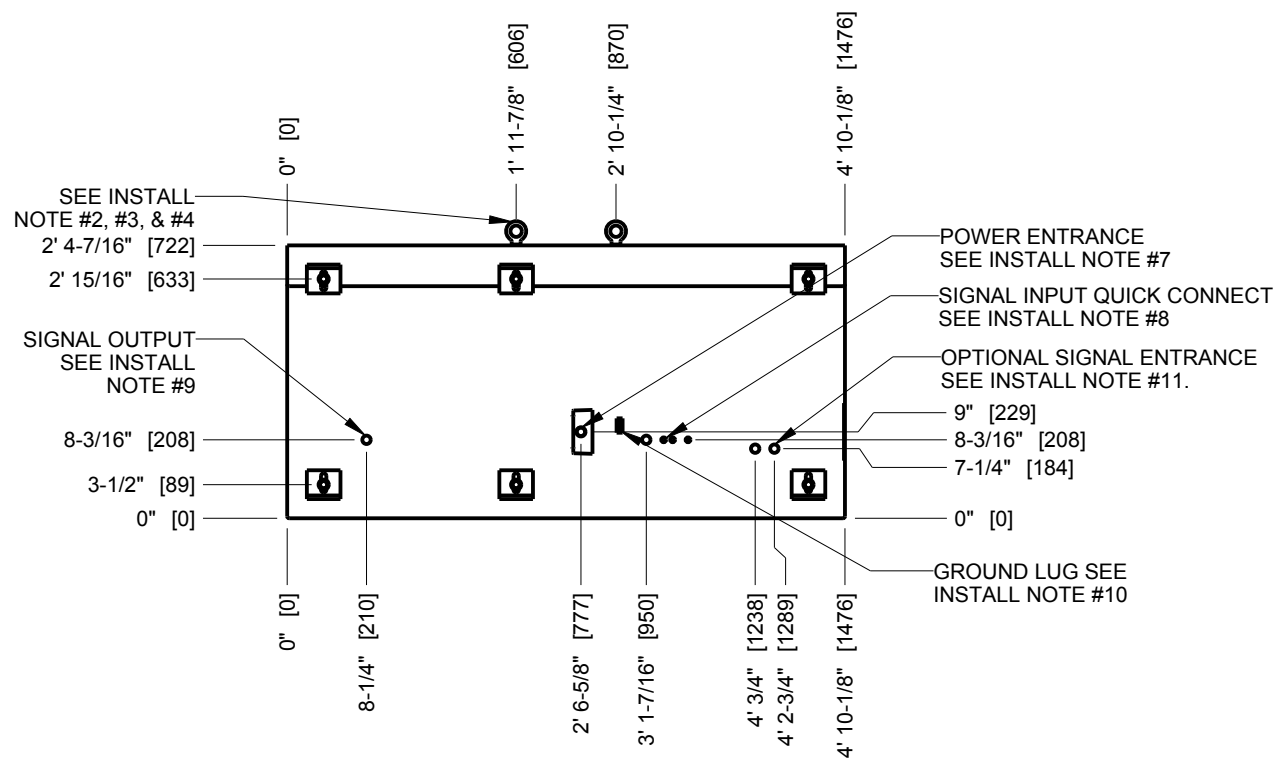 0" [0]
1' 11-7/8" [606]
2' 10-1/4" [870]
4' 10-1/8" [1476]
SEE INSTALL
NOTE #2, #3, & #4
2' 4-7/16" [722]
2' 15/16" [633]
SIGNAL OUTPUT
SEE INSTALL
NOTE #9
8-3/16" [208]
3-1/2" [89]
0" [0]
POWER ENTRANCE
SEE INSTALL NOTE #7
SIGNAL INPUT QUICK CONNECT
SEE INSTALL NOTE #8
OPTIONAL SIGNAL ENTRANCE
SEE INSTALL NOTE #11.
9" [229]
8-3/16" [208]
7-1/4" [184]
0" [0]
GROUND LUG SEE
INSTALL NOTE #10
0" [0]
8-1/4" [210]
2' 6-5/8" [777]
3' 1-7/16" [950]
4' 3/4" [1238]
4' 2-3/4" [1289]
4' 10-1/8" [1476]